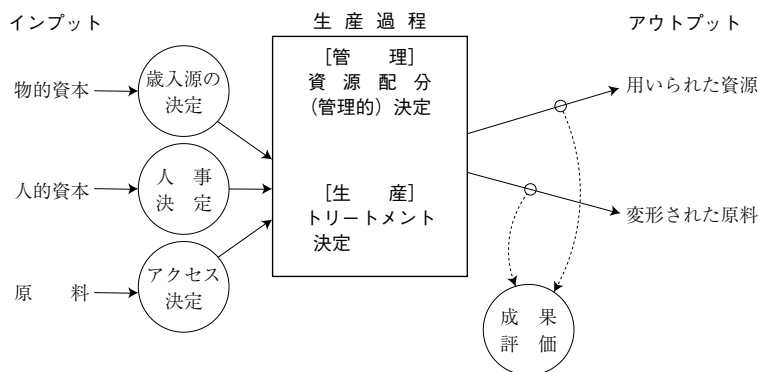 インプット
生産過程
アウトプット
物的資本
歳入源の
決定
人的資本
人 事
決 定
原 料
アクセス
決定
［管 理］
資源配分
（管理的）決定
［生 産］
トリートメント
決定
用いられた資源
変形された原料
成 果
評 価